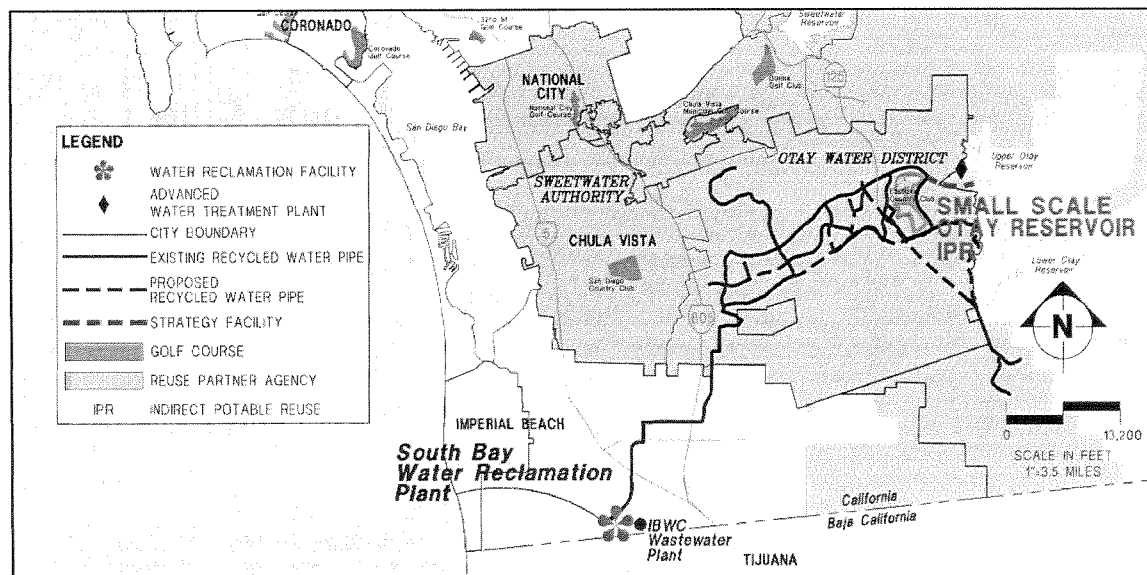 CORONADO
Coronado
Golf Course
32nd St
Golf Course
Sweetwater
Reservoir
NATIONAL
CITY
National City
Golf Course
Bonita
Golf Club
125
Chula Vista
Municipal Golf Course
San Diego Bay
LEGEND
WATER RECLAMATION FACILITY
ADVANCED
WATER TREATMENT PLANT
CITY BOUNDARY
EXISTING RECYCLED WATER PIPE
PROPOSED
RECYCLED WATER PIPE
STRATEGY FACILITY
GOLF COURSE
REUSE PARTNER AGENCY
IPR INDIRECT POTABLE REUSE
SWEETWATER
AUTHORITY
OTAY WATER DISTRICT
Upper Otay
Reservoir
5
CHULA VISTA
San Diego
Country Club
805
SMALL SCALE
OTAY RESERVOIR
IPR
Lower Otay
Reservoir
N
0 13,200
SCALE IN FEET
1"=3.5 MILES
IMPERIAL BEACH
South Bay
Water Reclamation
Plant
IBWC
Wastewater
Plant
California
Baja California
TIJUANA